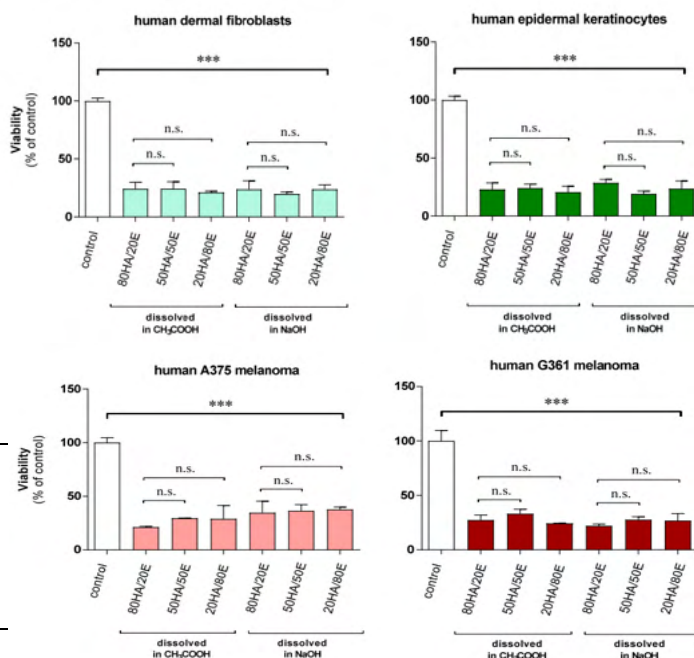 human dermal fibroblasts
Viability
(% of control)
150
100
50
0
***
n.s.
n.s.
n.s.
n.s.
control
80HA/20E
50HA/50E
20HA/80E
80HA/20E
50HA/50E
20HA/80E
dissolved
in CH₃COOH
dissolved
in NaOH
human epidermal keratinocytes
150
100
50
0
***
n.s.
n.s.
n.s.
n.s.
control
80HA/20E
50HA/50E
20HA/80E
80HA/20E
50HA/50E
20HA/80E
dissolved
in CH₃COOH
dissolved
in NaOH
human A375 melanoma
Viability
(% of control)
150
100
50
0
***
n.s.
n.s.
n.s.
n.s.
control
80HA/20E
50HA/50E
20HA/80E
80HA/20E
50HA/50E
20HA/80E
dissolved
in CH₃COOH
dissolved
in NaOH
human G361 melanoma
150
100
50
0
***
n.s.
n.s.
n.s.
n.s.
control
80HA/20E
50HA/50E
20HA/80E
80HA/20E
50HA/50E
20HA/80E
dissolved
in CH₃COOH
dissolved
in NaOH